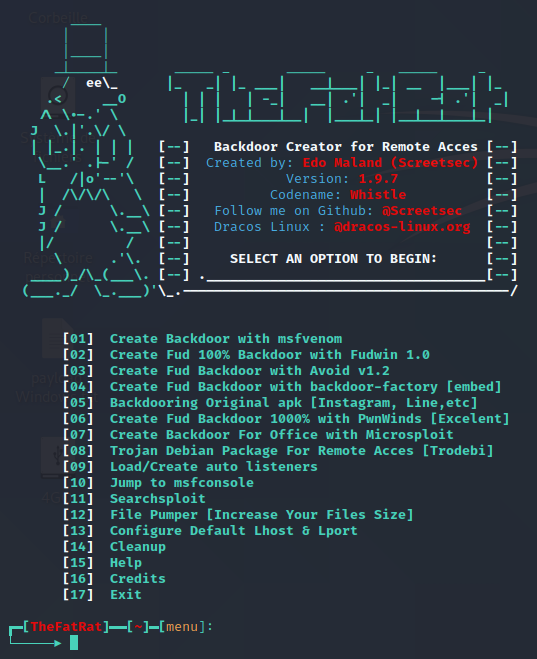 TheFatRat
[--] Backdoor Creator for Remote Acces [--]
[--] Created by: Edo Maland (Screetsec) [--]
[--] Version: 1.9.7 [--]
[--] Codename: Whistle [--]
[--] Follow me on Github: @Screetsec [--]
[--] Dracos Linux : @dracos-linux.org [--]
[--] [--]
[--] SELECT AN OPTION TO BEGIN: [--]
[--] [--]
[01] Create Backdoor with msfvenom
[02] Create Fud 100% Backdoor with Fudwin 1.0
[03] Create Fud Backdoor with Avoid v1.2
[04] Create Fud Backdoor with backdoor-factory [embed]
[05] Backdooring Original apk [Instagram, Line,etc]
[06] Create Fud Backdoor 1000% with PwnWinds [Excelent]
[07] Create Backdoor For Office with Microsploit
[08] Trojan Debian Package For Remote Acces [Trodebi]
[09] Load/Create auto listeners
[10] Jump to msfconsole
[11] Searchsploit
[12] File Pumper [Increase Your Files Size]
[13] Configure Default Lhost & Lport
[14] Cleanup
[15] Help
[16] Credits
[17] Exit
[TheFatRat]—[~]—[menu]: